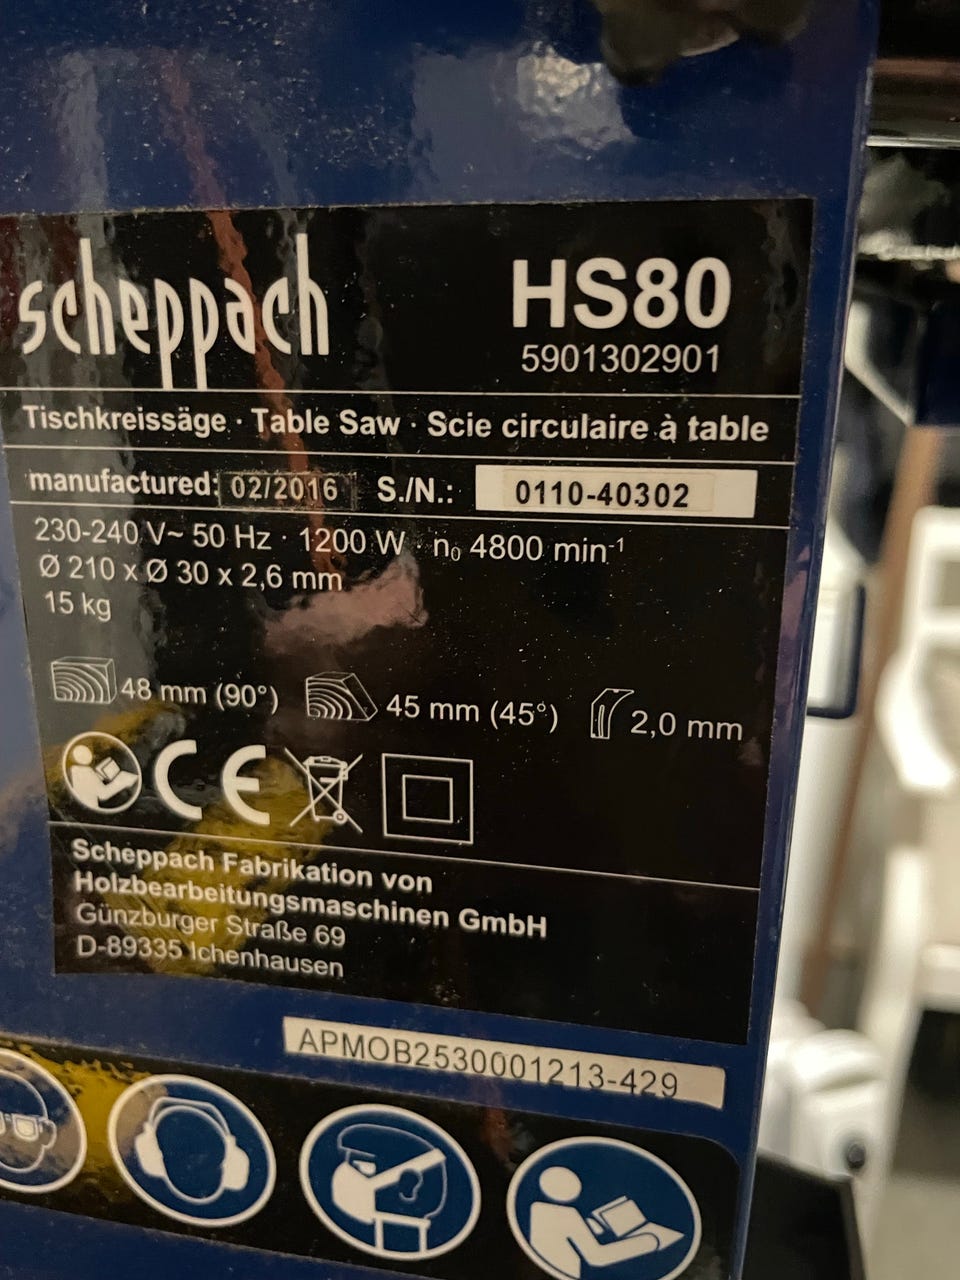 scheppach
HS80
5901302901
Tischkreissäge · Table Saw · Scie circulaire à table
manufactured: 02/2016 S./N.: 0110-40302
230-240 V~ 50 Hz · 1200 W · n₀ 4800 min⁻¹
Ø 210 x Ø 30 x 2,6 mm
15 kg
48 mm (90°) 45 mm (45°) 2,0 mm
CE
Scheppach Fabrikation von
Holzbearbeitungsmaschinen GmbH
Günzburger Straße 69
D-89335 Ichenhausen
APMOB2530001213-429